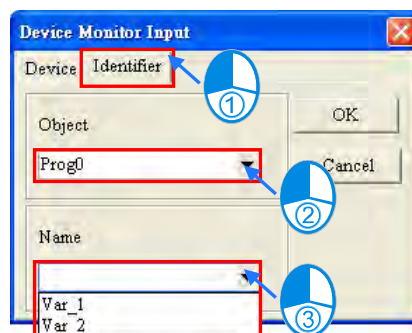 Device Monitor Input
Device Identifier
①
Object
OK
Prog0
Cancel
②
Name
③
Var_1
Var_2